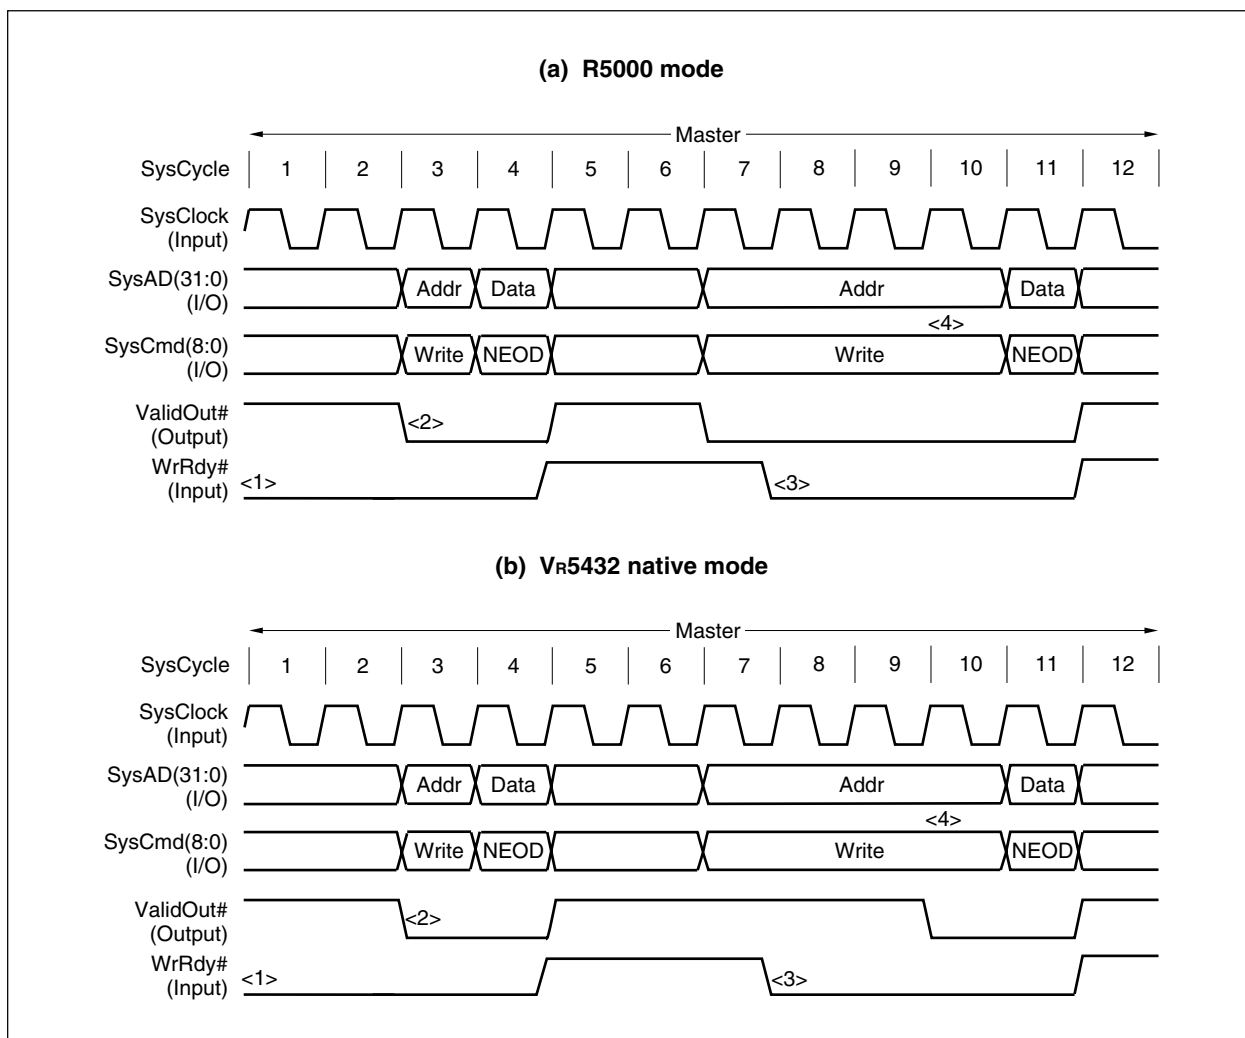 (a) R5000 mode
Master
SysCycle 1 2 3 4 5 6 7 8 9 10 11 12
SysClock
(Input)
SysAD(31:0) Addr Data Addr Data
(I/O)
<4>
SysCmd(8:0) Write NEOD Write NEOD
(I/O)
ValidOut# <2>
(Output)
WrRdy#
<1> <3>
(Input)
(b) VR5432 native mode
Master
SysCycle 1 2 3 4 5 6 7 8 9 10 11 12
SysClock
(Input)
SysAD(31:0) Addr Data Addr Data
(I/O)
<4>
SysCmd(8:0) Write NEOD Write NEOD
(I/O)
ValidOut# <2>
(Output)
WrRdy#
<1> <3>
(Input)